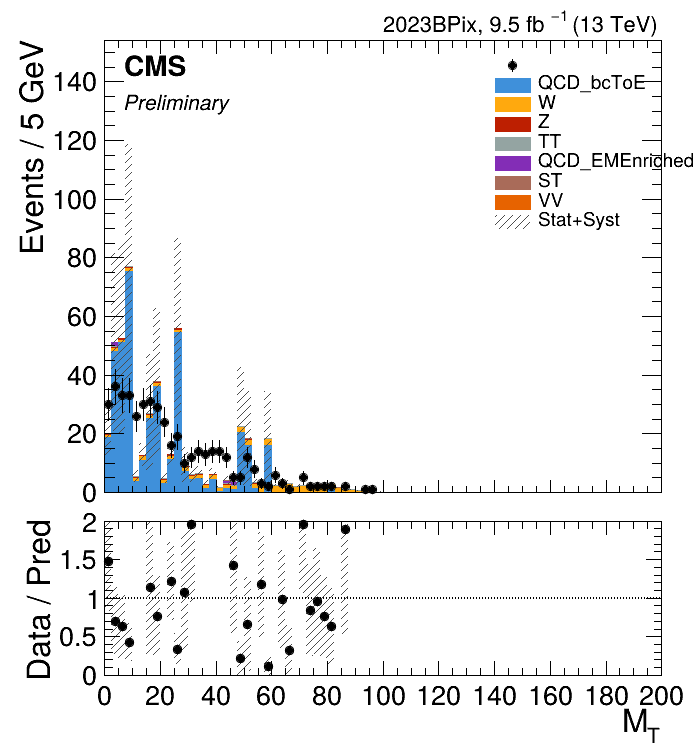 2023BPix, 9.5 fb⁻¹ (13 TeV)
CMS
Preliminary
QCD_bcToE
W
Z
TT
QCD_EMEnriched
ST
VV
Stat+Syst
Events / 5 GeV
140
120
100
80
60
40
20
0
Data / Pred
2
1.5
1
0.5
0
0 20 40 60 80 100 120 140 160 180 200
M_T